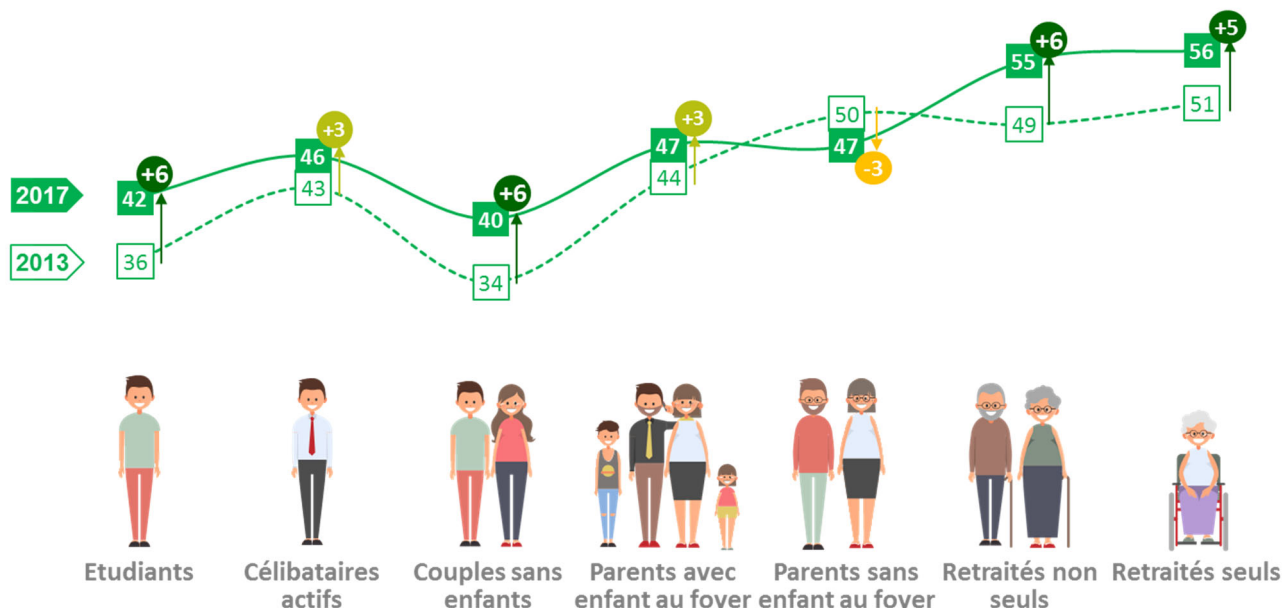 +5
+6
56
55
50
51
+3
+3
49
46
47
47
+6
43
44
-3
2017
42
+6
40
2013
36
34
Etudiants
Célibataires
actifs
Couples sans
enfants
Parents avec
enfant au foyer
Parents sans
enfant au foyer
Retraités non
seuls
Retraités seuls